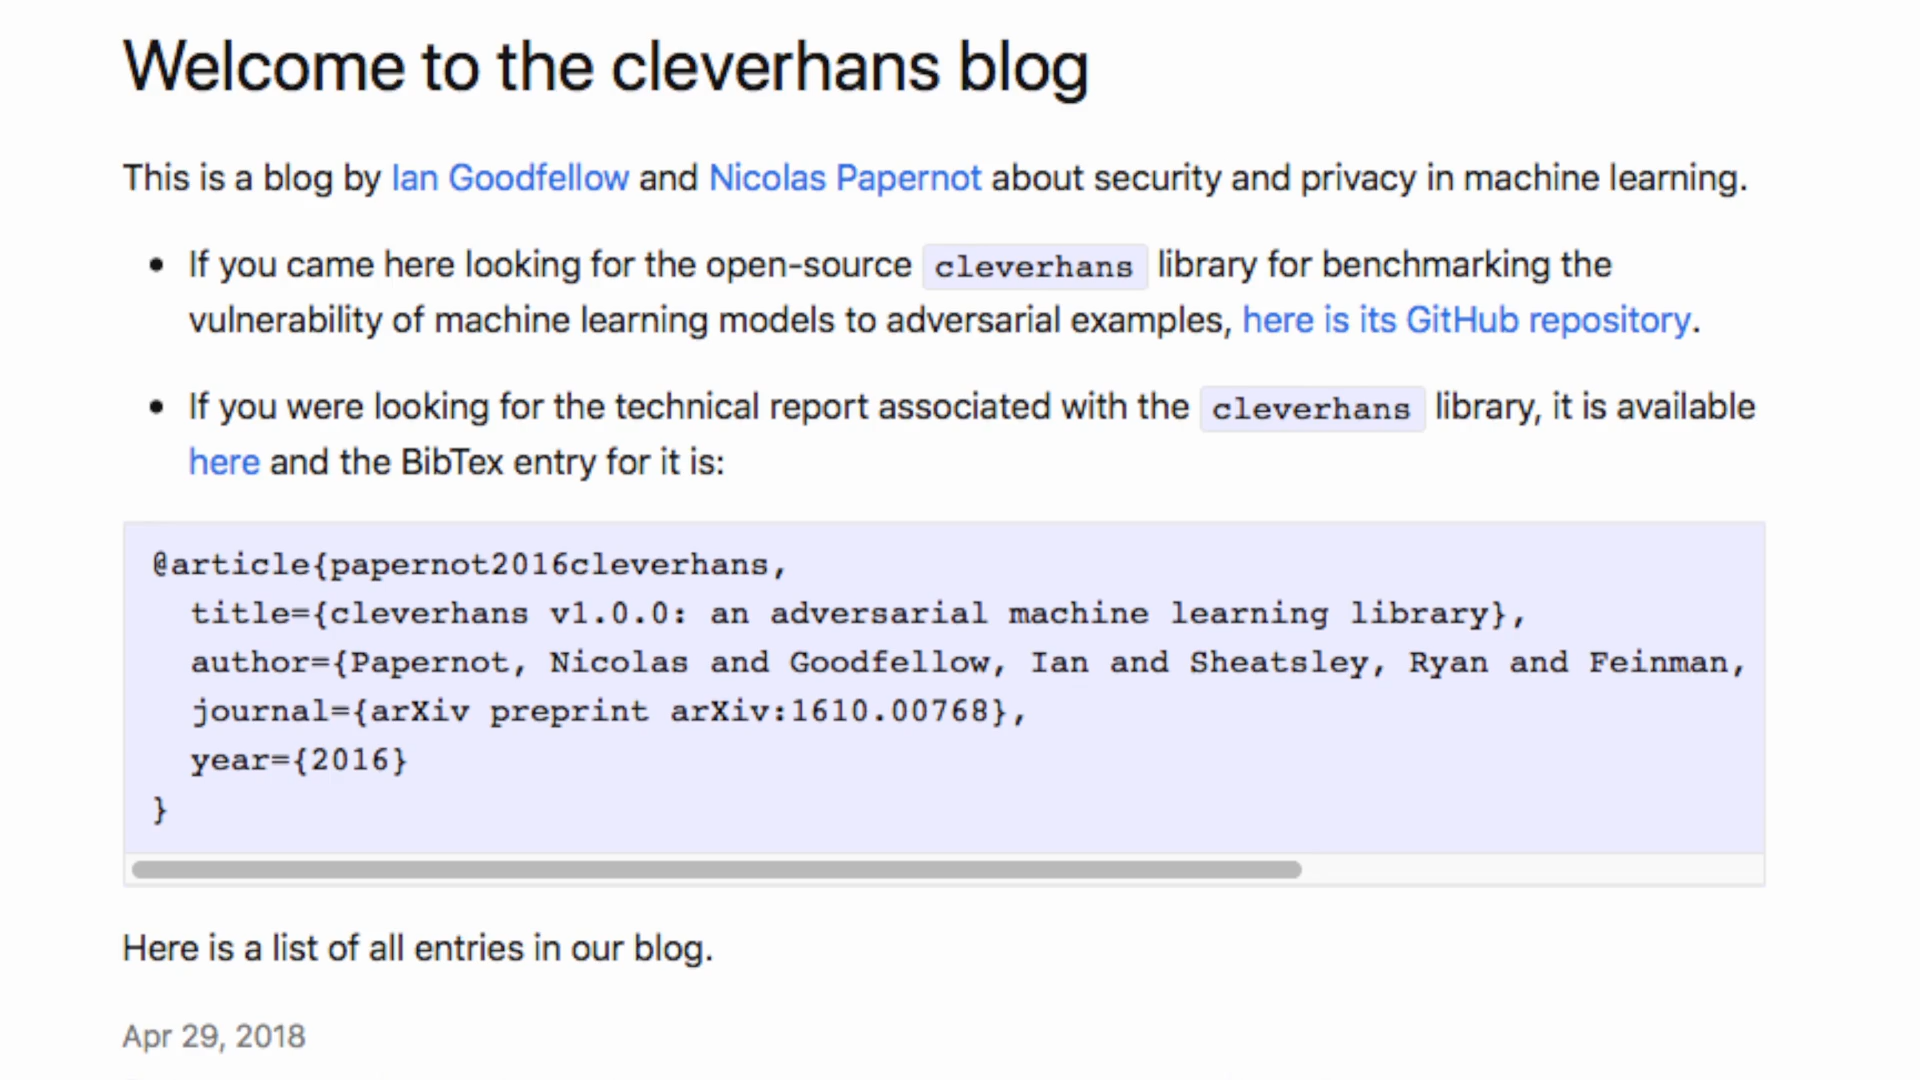 Welcome to the cleverhans blog
This is a blog by Ian Goodfellow and Nicolas Papernot about security and privacy in machine learning.
• If you came here looking for the open-source cleverhans library for benchmarking the
vulnerability of machine learning models to adversarial examples, here is its GitHub repository.
• If you were looking for the technical report associated with the cleverhans library, it is available
here and the BibTex entry for it is:
@article{papernot2016cleverhans,
  title={cleverhans v1.0.0: an adversarial machine learning library},
  author={Papernot, Nicolas and Goodfellow, Ian and Sheatsley, Ryan and Feinman,
  journal={arXiv preprint arXiv:1610.00768},
  year={2016}
}
Here is a list of all entries in our blog.
Apr 29, 2018